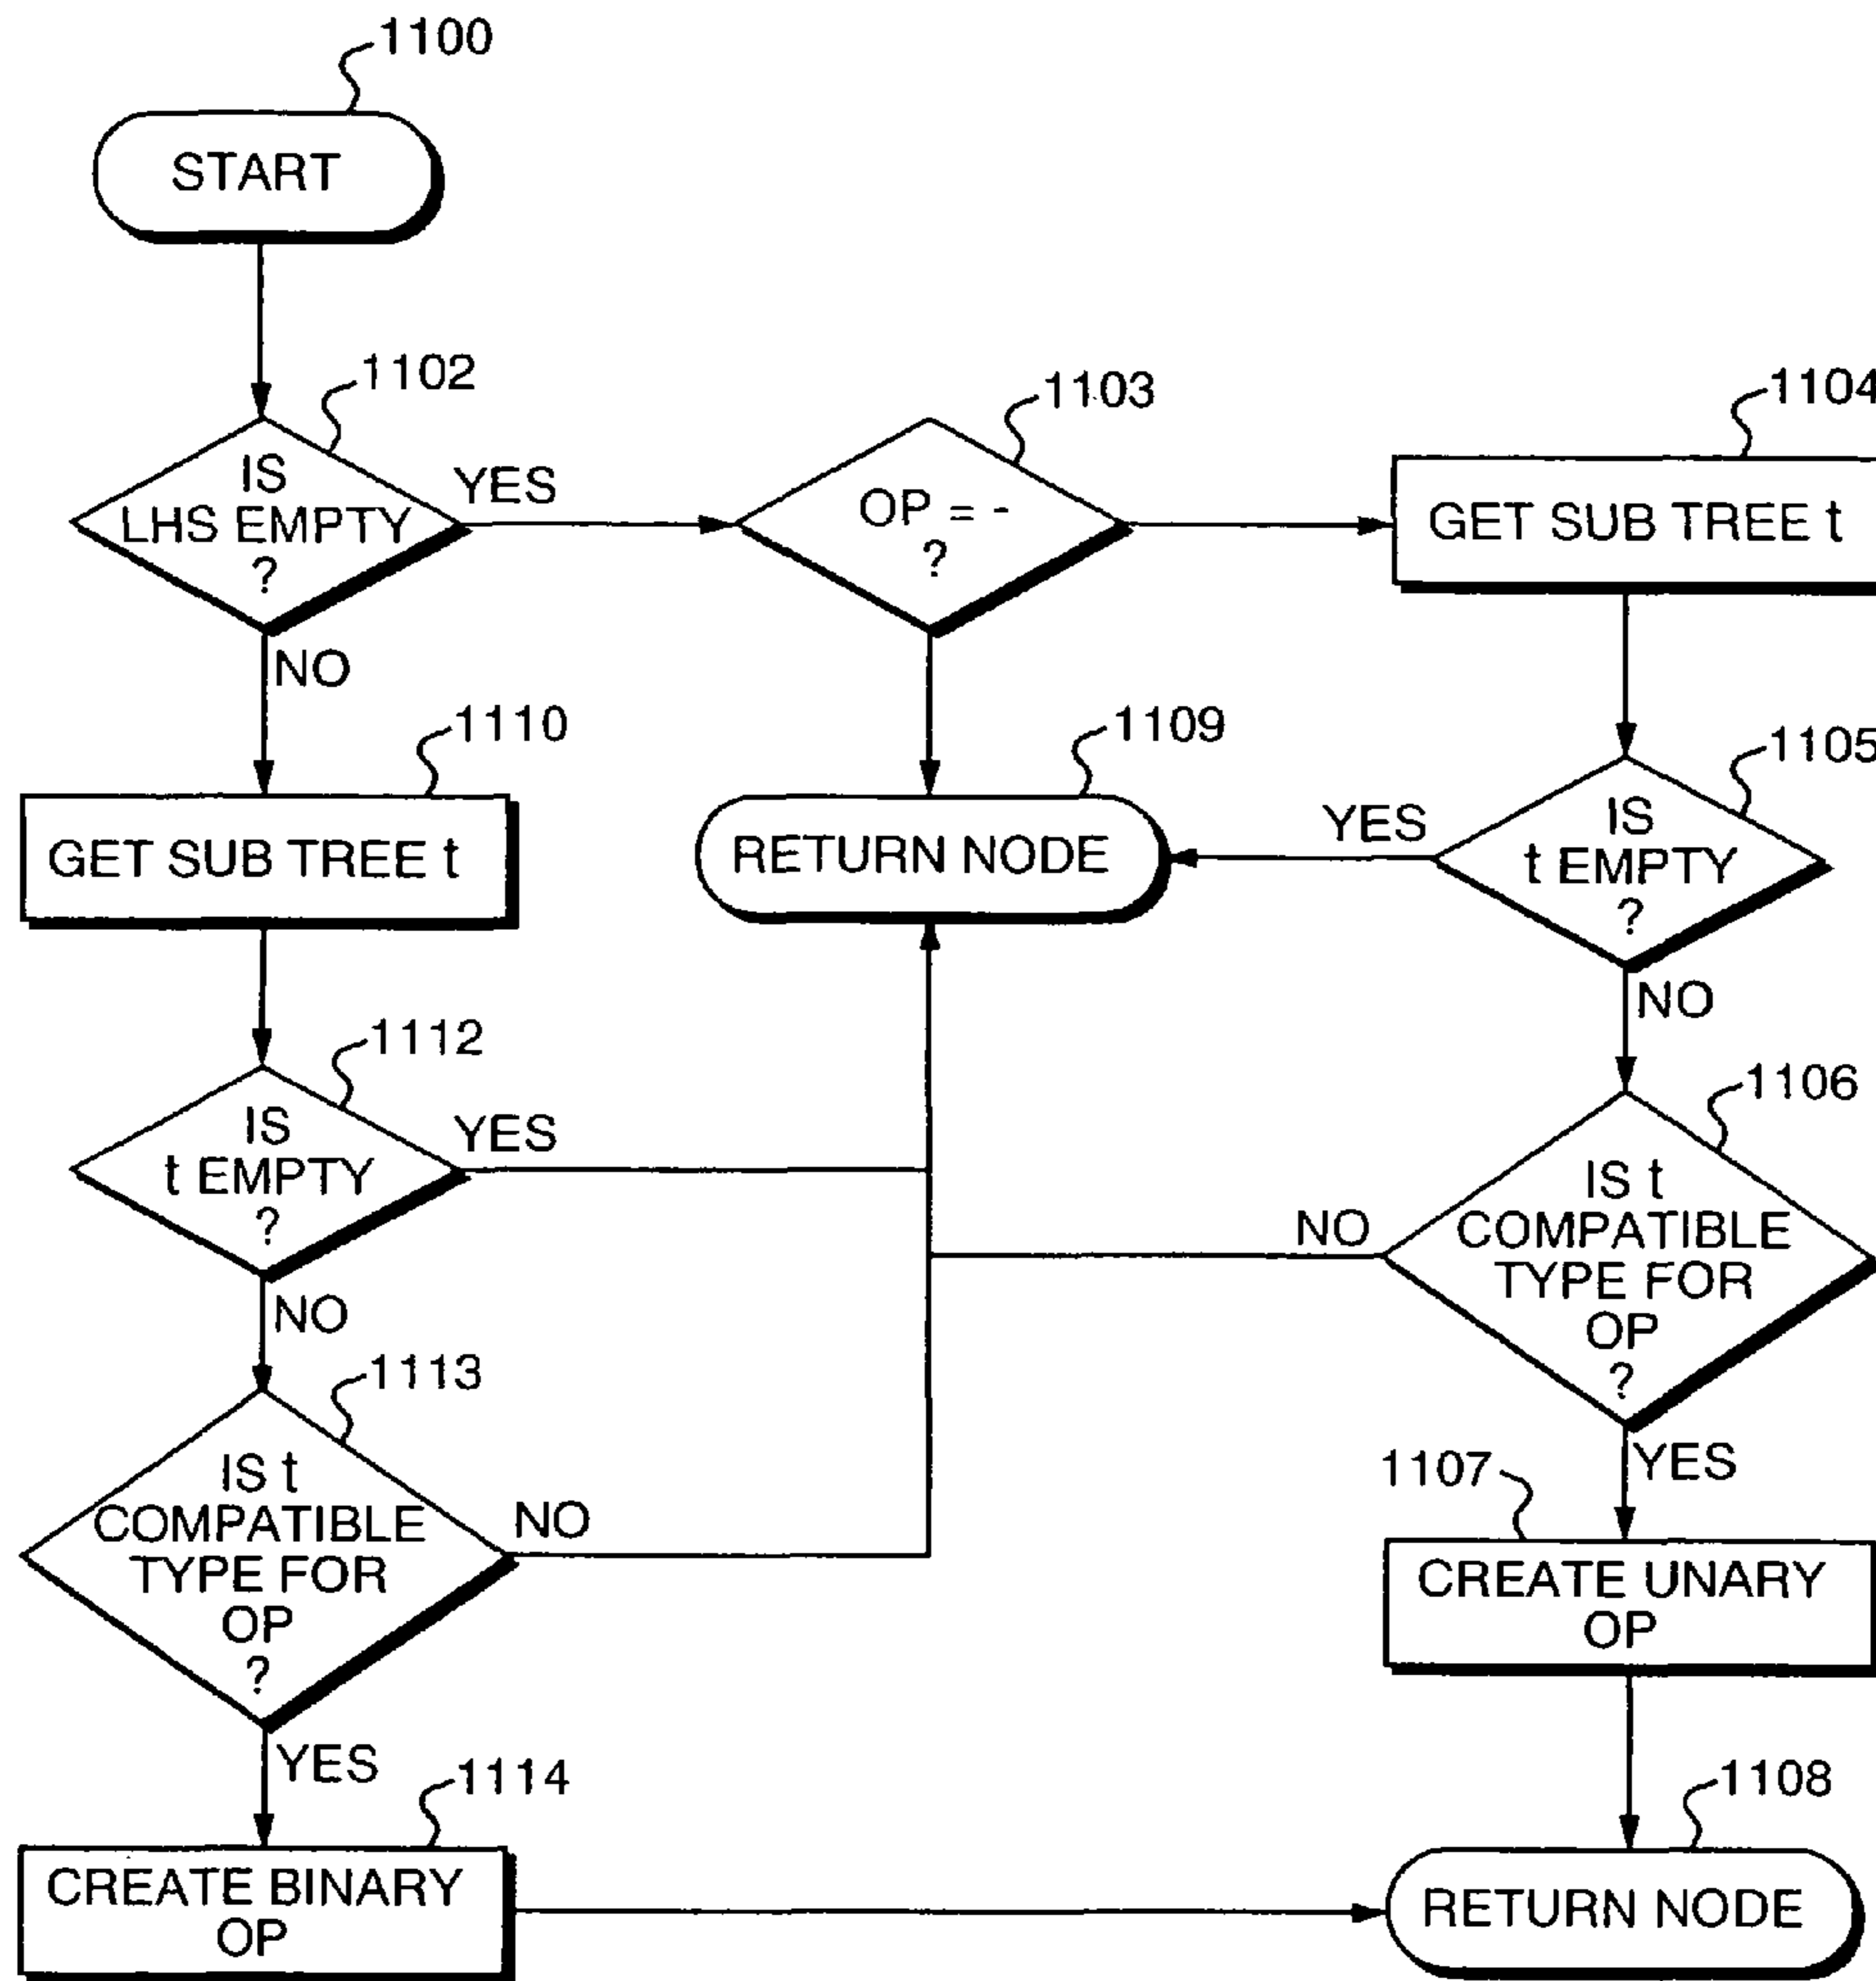 1100
START
1102
IS
LHS EMPTY
?
YES
NO
1103
OP = -
?
1104
GET SUB TREE t
1110
GET SUB TREE t
1109
RETURN NODE
1105
IS
t EMPTY
?
YES
NO
1112
IS
t EMPTY
?
YES
NO
1106
IS t
COMPATIBLE
TYPE FOR
OP
?
NO
YES
1113
IS t
COMPATIBLE
TYPE FOR
OP
?
NO
YES
1107
CREATE UNARY
OP
1114
CREATE BINARY
OP
1108
RETURN NODE